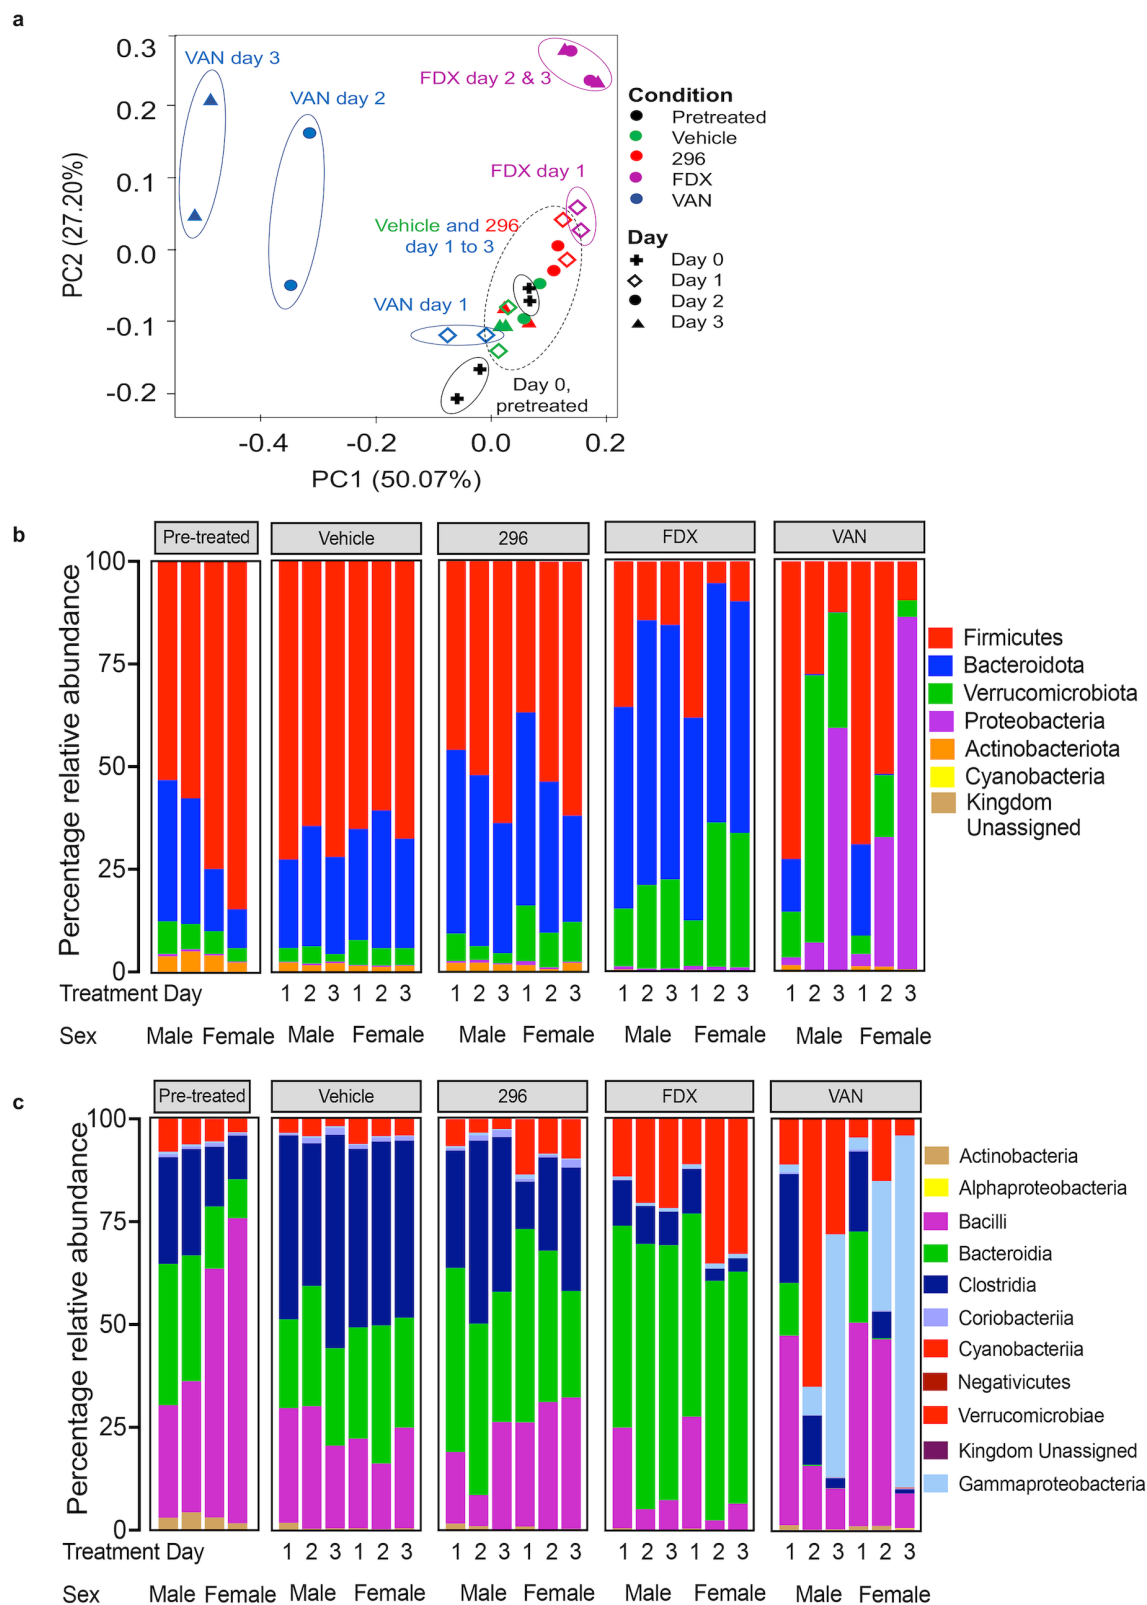 a
0.3
0.2
0.1
0.0
-0.1
-0.2
PC2 (27.20%)
VAN day 3
VAN day 2
FDX day 2 & 3
FDX day 1
Vehicle and 296
day 1 to 3
VAN day 1
Day 0,
pretreated
-0.4
-0.2
0.0
0.2
PC1 (50.07%)
Condition
Pretreated
Vehicle
296
FDX
VAN
Day
Day 0
Day 1
Day 2
Day 3
b
Pre-treated
Vehicle
296
FDX
VAN
100
75
50
25
0
Percentage relative abundance
Firmicutes
Bacteroidota
Verrucomicrobiota
Proteobacteria
Actinobacteriota
Cyanobacteria
Kingdom
Unassigned
Treatment Day 1 2 3 1 2 3 1 2 3 1 2 3 1 2 3 1 2 3 1 2 3 1 2 3
Sex Male Female Male Female Male Female Male Female Male Female
c
Pre-treated
Vehicle
296
FDX
VAN
100
75
50
25
0
Percentage relative abundance
Actinobacteria
Alphaproteobacteria
Bacilli
Bacteroidia
Clostridia
Coriobacteriia
Cyanobacteriia
Negativicutes
Verrucomicrobiae
Kingdom Unassigned
Gammaproteobacteria
Treatment Day 1 2 3 1 2 3 1 2 3 1 2 3 1 2 3 1 2 3 1 2 3 1 2 3
Sex Male Female Male Female Male Female Male Female Male Female